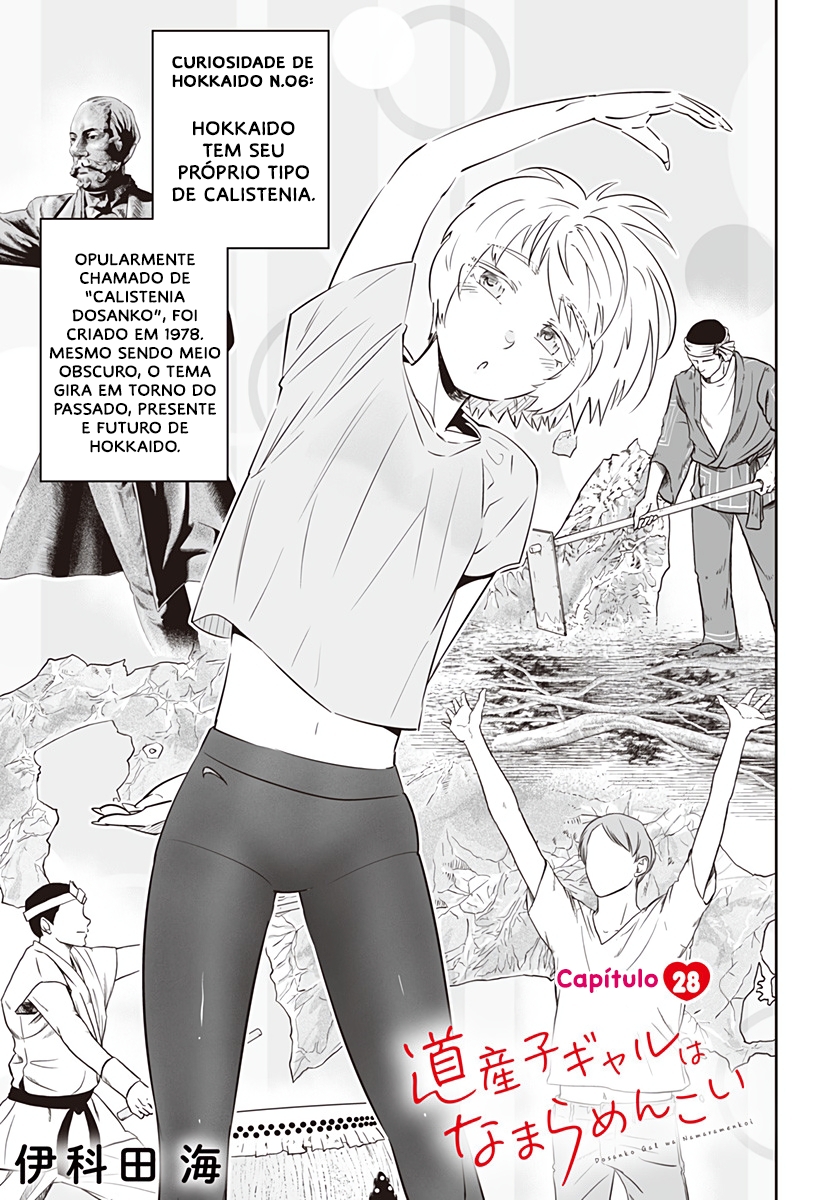 CURIOSIDADE DE
HOKKAIDO N.06:
HOKKAIDO
TEM SEU
PRÓPRIO TIPO
DE CALISTENIA.
OPULARMENTE
CHAMADO DE
“CALISTENIA
DOSANKO”, FOI
CRIADO EM 1978.
MESMO SENDO MEIO
OBSCURO, O TEMA
GIRA EM TORNO DO
PASSADO, PRESENTE
E FUTURO DE
HOKKAIDO.
Capítulo 28
道産子ギャルは
なまらめんこい
Dosanko Gal wa Namaramenkoi
伊科田 海